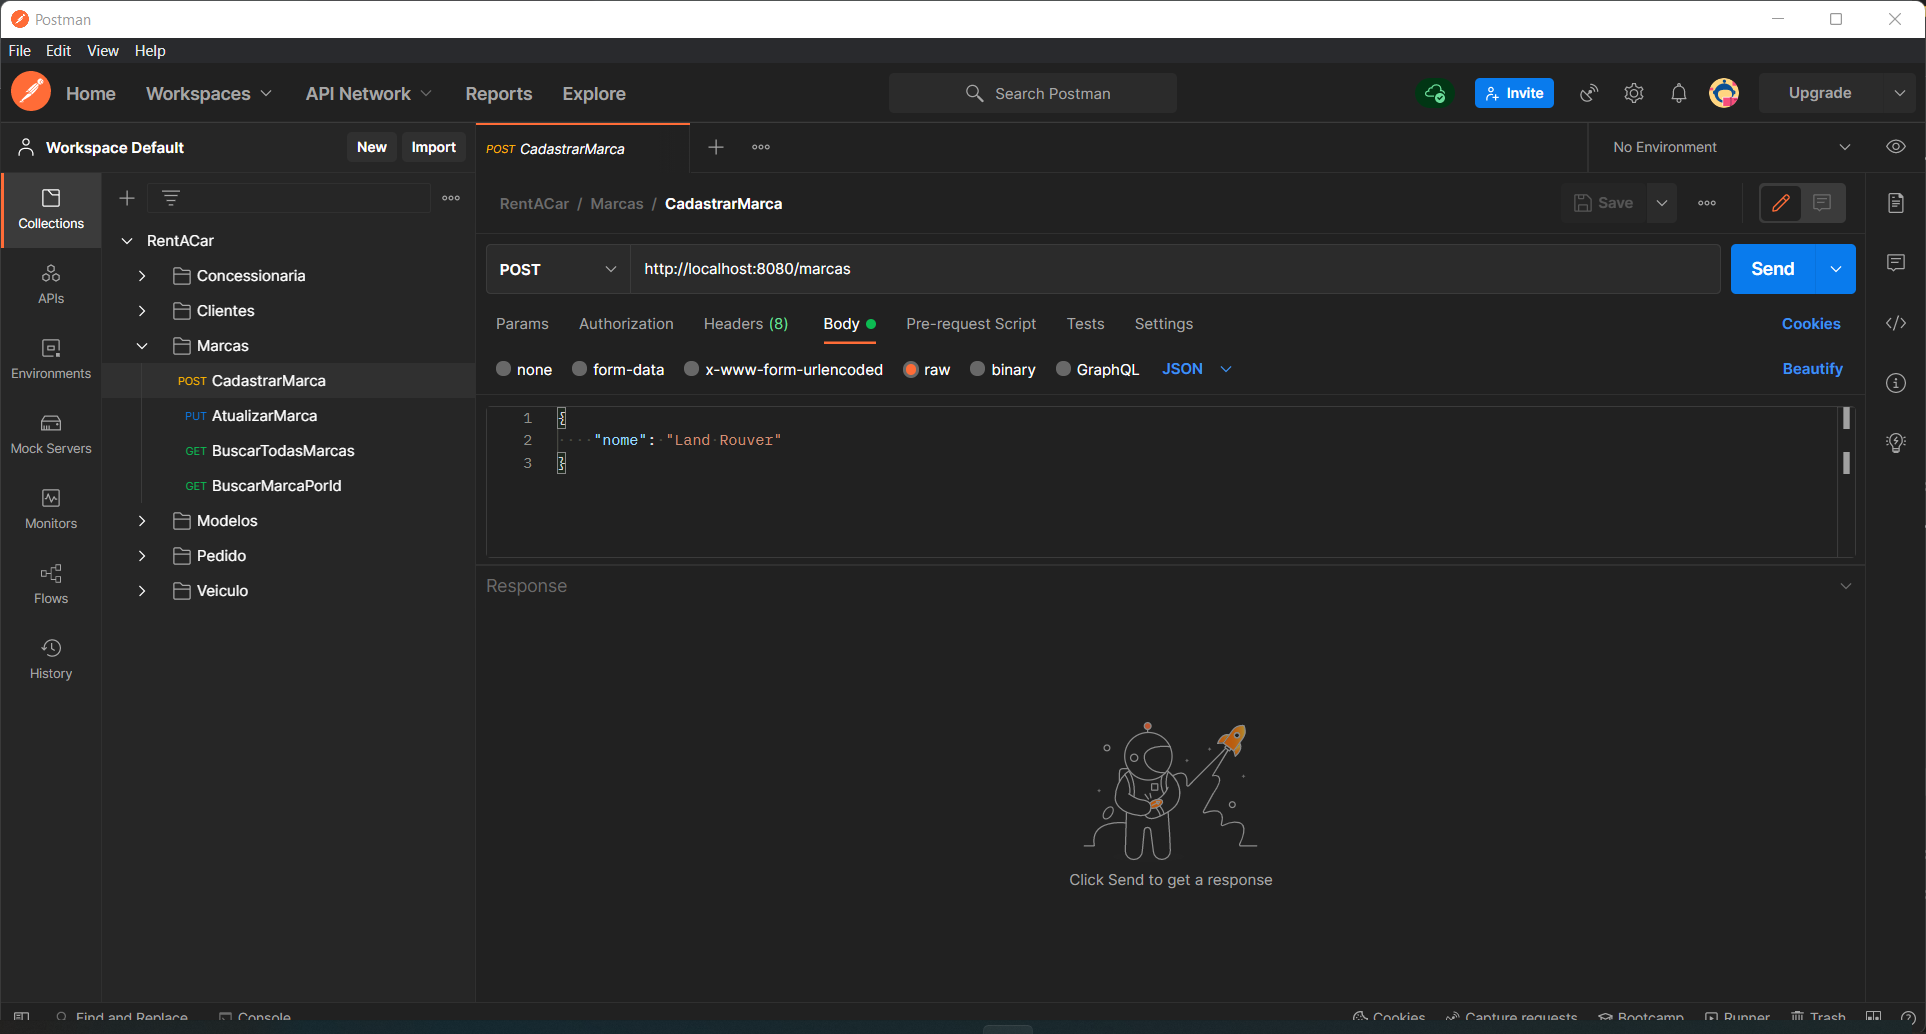 Postman
File Edit View Help
Home Workspaces API Network Reports Explore Search Postman Invite Upgrade
Workspace Default New Import POST CadastrarMarca No Environment
RentACar / Marcas / CadastrarMarca Save
Collections
APIs
Environments
Mock Servers
Monitors
Flows
History
RentACar
Concessionaria
Clientes
Marcas
POST CadastrarMarca
PUT AtualizarMarca
GET BuscarTodasMarcas
GET BuscarMarcaPorId
Modelos
Pedido
Veiculo
POST http://localhost:8080/marcas Send
Params Authorization Headers (8) Body Pre-request Script Tests Settings Cookies
none form-data x-www-form-urlencoded raw binary GraphQL JSON Beautify
1 {
2 "nome": "Land Rouver"
3 }
Response
Click Send to get a response
Find and Replace Console Cookies Capture requests Bootcamp Runner Trash